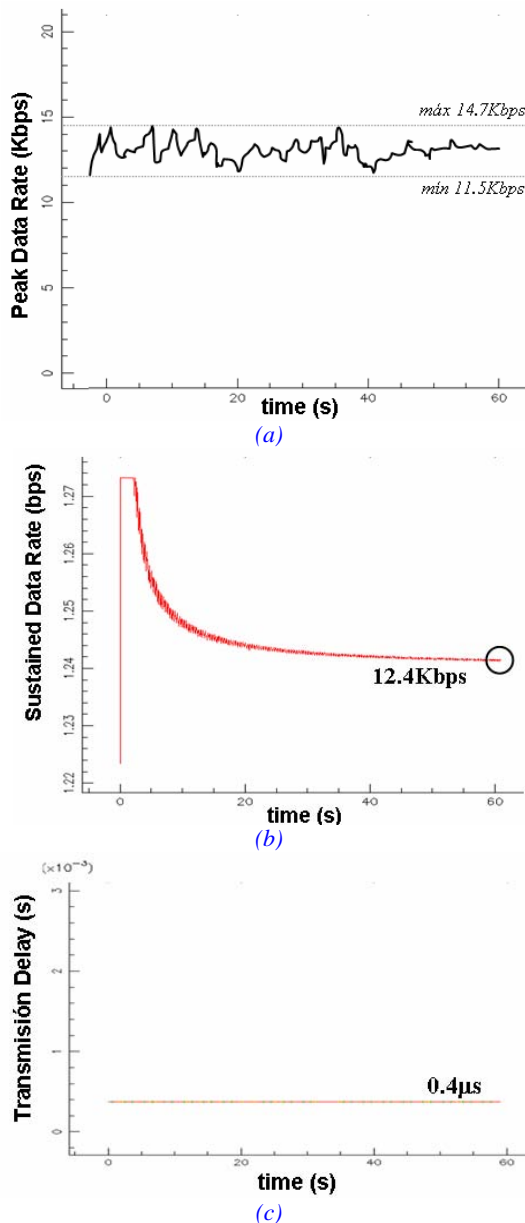 Peak Data Rate (Kbps)
20
15
10
5
0
máx 14.7Kbps
mín 11.5Kbps
0
20
40
60
time (s)
(a)
Sustained Data Rate (bps)
1.27
1.26
1.25
1.24
1.23
1.22
12.4Kbps
0
20
40
60
time (s)
(b)
(×10⁻³)
Transmisión Delay (s)
3
2
1
0
0.4µs
0
20
40
60
time (s)
(c)